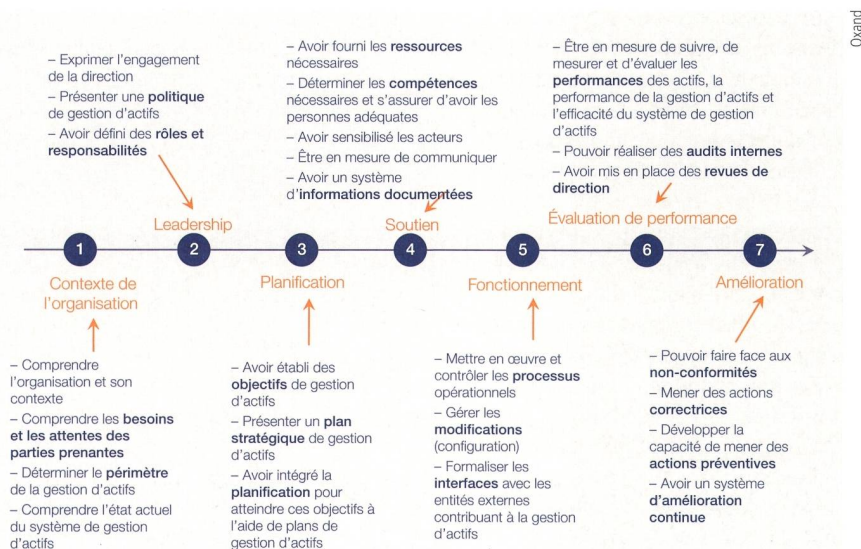 Oxand
– Exprimer l'engagement
de la direction
– Présenter une politique
de gestion d'actifs
– Avoir défini des rôles et
responsabilités
– Avoir fourni les ressources
nécessaires
– Déterminer les compétences
nécessaires et s'assurer d'avoir les
personnes adéquates
– Avoir sensibilisé les acteurs
– Être en mesure de communiquer
– Avoir un système
d'informations documentées
– Être en mesure de suivre, de
mesurer et d'évaluer les
performances des actifs, la
performance de la gestion d'actifs et
l'efficacité du système de gestion
d'actifs
– Pouvoir réaliser des audits internes
– Avoir mis en place des revues de
direction
Leadership
Soutien
Évaluation de performance
1
2
3
4
5
6
7
Contexte de
l'organisation
Planification
Fonctionnement
Amélioration
– Comprendre
l'organisation et son
contexte
– Comprendre les besoins
et les attentes des
parties prenantes
– Déterminer le périmètre
de la gestion d'actifs
– Comprendre l'état actuel
du système de gestion
d'actifs
– Avoir établi des
objectifs de gestion
d'actifs
– Présenter un plan
stratégique de gestion
d'actifs
– Avoir intégré la
planification pour
atteindre ces objectifs à
l'aide de plans de
gestion d'actifs
– Mettre en œuvre et
contrôler les processus
opérationnels
– Gérer les
modifications
(configuration)
– Formaliser les
interfaces avec les
entités externes
contribuant à la gestion
d'actifs
– Pouvoir faire face aux
non-conformités
– Mener des actions
correctrices
– Développer la
capacité de mener des
actions préventives
– Avoir un système
d'amélioration
continue